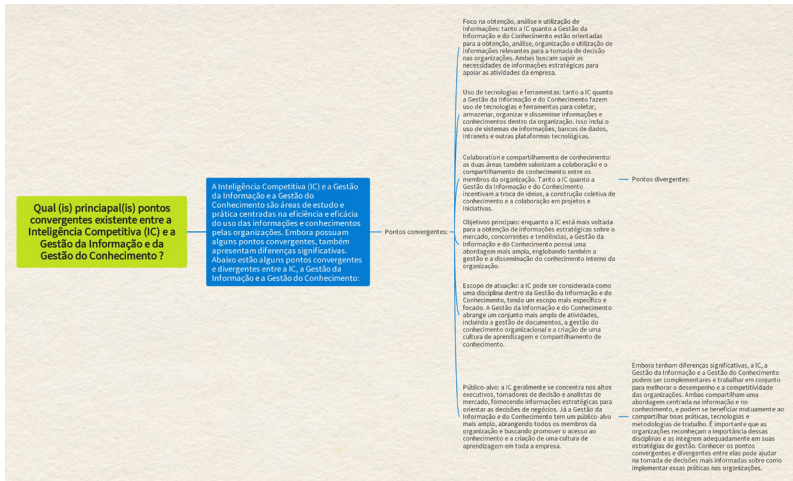 Qual (is) princiapal(is) pontos
convergentes existente entre a
Inteligência Competitiva (IC) e a
Gestão da Informação e da
Gestão do Conhecimento ?
A Inteligência Competitiva (IC) e a Gestão
da Informação e a Gestão do
Conhecimento são áreas de estudo e
prática centradas na eficiência e eficácia
do uso das informações e conhecimentos
pelas organizações. Embora possuam
alguns pontos convergentes, também
apresentam diferenças significativas.
Abaixo estão alguns pontos convergentes
e divergentes entre a IC, a Gestão da
Informação e a Gestão do Conhecimento:
Pontos convergentes:
Foco na obtenção, análise e utilização de
informações: tanto a IC quanto a Gestão da
Informação e do Conhecimento estão orientadas
para a obtenção, análise, organização e utilização de
informações relevantes para a tomada de decisão
nas organizações. Ambas buscam suprir as
necessidades de informações estratégicas para
apoiar as atividades da empresa.
Uso de tecnologias e ferramentas: tanto a IC quanto
a Gestão da Informação e do Conhecimento fazem
uso de tecnologias e ferramentas para coletar,
armazenar, organizar e disseminar informações e
conhecimentos dentro da organização. Isso inclui o
uso de sistemas de informações, bancos de dados,
intranets e outras plataformas tecnológicas.
Colaboration e compartilhamento de conhecimento:
as duas áreas também valorizam a colaboração e o
compartilhamento de conhecimento entre os
membros da organização. Tanto a IC quanto a
Gestão da Informação e do Conhecimento
incentivam a troca de ideias, a construção coletiva de
conhecimento e a colaboração em projetos e
iniciativas.
Pontos divergentes:
Objetivos principais: enquanto a IC está mais voltada
para a obtenção de informações estratégicas sobre o
mercado, concorrentes e tendências, a Gestão da
Informação e do Conhecimento possui uma
abordagem mais ampla, englobando também a
gestão e a disseminação do conhecimento interno da
organização.
Escopo de atuação: a IC pode ser considerada como
uma disciplina dentro da Gestão da Informação e do
Conhecimento, tendo um escopo mais específico e
focado. A Gestão da Informação e do Conhecimento
abrange um conjunto mais amplo de atividades,
incluindo a gestão de documentos, a gestão do
conhecimento organizacional e a criação de uma
cultura de aprendizagem e compartilhamento de
conhecimento.
Público-alvo: a IC geralmente se concentra nos altos
executivos, tomadores de decisão e analistas de
mercado, fornecendo informações estratégicas para
orientar as decisões de negócios. Já a Gestão da
Informação e do Conhecimento tem um público-alvo
mais amplo, abrangendo todos os membros da
organização e buscando promover o acesso ao
conhecimento e a criação de uma cultura de
aprendizagem em toda a empresa.
Embora tenham diferenças significativas, a IC, a
Gestão da Informação e a Gestão do Conhecimento
podem ser complementares e trabalhar em conjunto
para melhorar o desempenho e a competitividade
das organizações. Ambas compartilham uma
abordagem centrada na informação e no
conhecimento, e podem se beneficiar mutuamente ao
compartilhar boas práticas, tecnologias e
metodologias de trabalho. É importante que as
organizações reconheçam a importância dessas
disciplinas e as integrem adequadamente em suas
estratégias de gestão. Conhecer os pontos
convergentes e divergentes entre elas pode ajudar
na tomada de decisões mais informadas sobre como
implementar essas práticas nas organizações.